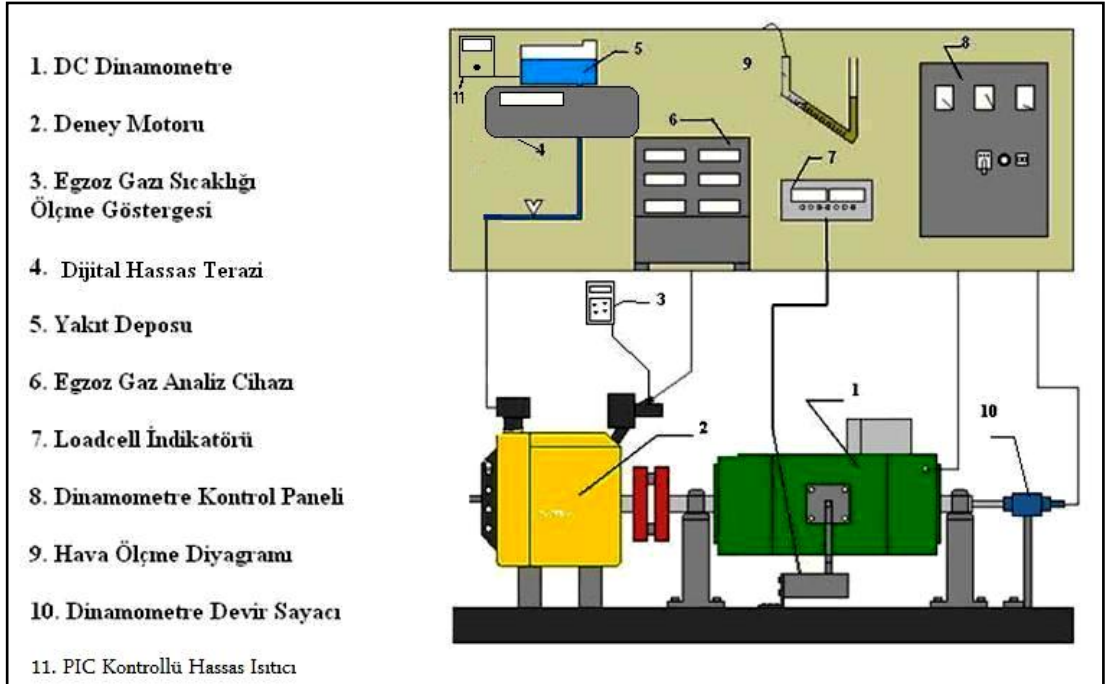 1. DC Dinamometre
2. Deney Motoru
3. Egzoz Gazı Sıcaklığı
Ölçme Göstergesi
4. Dijital Hassas Terazi
5. Yakıt Deposu
6. Egzoz Gaz Analiz Cihazı
7. Loadcell İndikatörü
8. Dinamometre Kontrol Paneli
9. Hava Ölçme Diyagramı
10. Dinamometre Devir Sayacı
11. PIC Kontrollü Hassas Isıtıcı
5
8
9
11
6
4
7
3
1
2
10